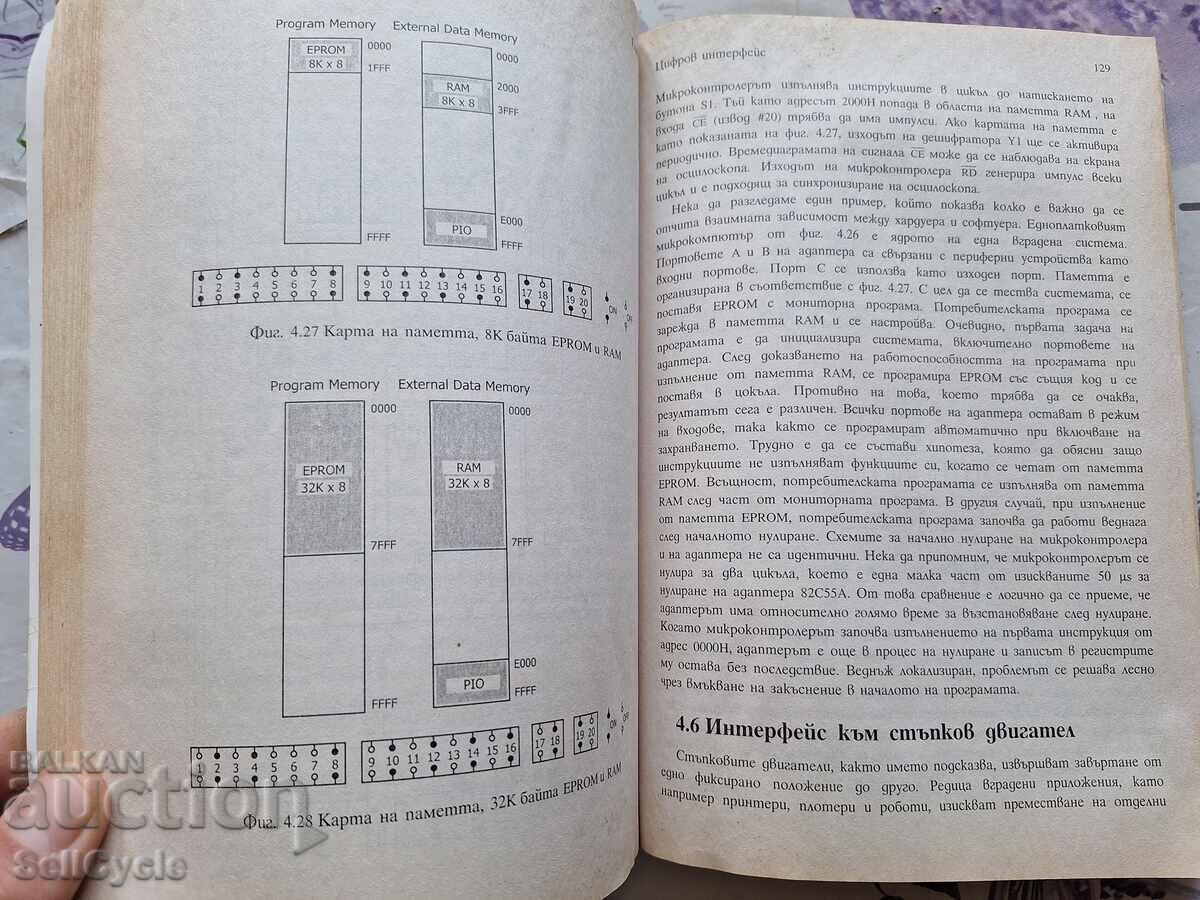 Program Memory External Data Memory
EPROM
8K x 8
0000
1FFF
FFFF
0000
RAM
8K x 8
2000
3FFF
PIO
E000
FFFF
1 2 3 4 5 6 7 8 9 10 11 12 13 14 15 16 17 18 19 20 ON OFF
Фиг. 4.27 Карта на паметта, 8K байта EPROM и RAM
Program Memory External Data Memory
EPROM
32K x 8
0000
7FFF
FFFF
RAM
32K x 8
0000
7FFF
PIO
E000
FFFF
1 2 3 4 5 6 7 8 9 10 11 12 13 14 15 16 17 18 19 20 ON OFF
Фиг. 4.28 Карта на паметта, 32K байта EPROM и RAM
Цифров интерфейс 129
Микроконтролерът изпълнява инструкциите в цикъл до натискането на
бутона S1. Тъй като адресът 2000H попада в областа на паметта RAM , на
входа CE (извод #20) трябва да има импулси. Ако картата на паметта е
като показаната на фиг. 4.27, изходът на дешифратора Y1 ще се активира
периодично. Времедиаграмата на сигнала CE може да се наблюдава на екрана
на осцилоскопа. Изходът на микроконтролера RD генерира импулс всеки
цикъл и е подходящ за синхронизиране на осцилоскопа.
Нека да разгледаме един пример, който показва колко е важно да се
отчита взаимната зависимост между хардуера и софтуера. Едноплатковият
микрокомпютър от фиг. 4.26 е ядрото на една вградена система.
Портовете А и В на адаптера са свързани с периферни устройства като
входни портове. Порт С се използва като изходен порт. Паметта е
организирана в съответствие с фиг. 4.27. С цел да се тества системата, се
поставя EPROM с мониторна програма. Потребителската програма се
зарежда в паметта RAM и се настройва. Очевидно, първата задача на
програмата е да инициализира системата, включително портовете на
адаптера. След доказването на работоспособността на програмата при
изпълнение от паметта RAM, се програмира EPROM със същия код и се
поставя в цокъла. Противно на това, което трябва да се очаква,
резултатът сега е различен. Всички портове на адаптера остават в режим
на входове, така както се програмират автоматично при включване на
захранването. Трудно е да се състави хипотеза, която да обясни защо
инструкциите не изпълняват функциите си, когато се четат от паметта
EPROM. Всъщност, потребителската програмата се изпълнява от паметта
RAM след част от мониторната програма. В другия случай, при изпълнение
от паметта EPROM, потребителската програма започва да работи веднага
след началното нулиране. Схемите за начално нулиране на микроконтролера
и на адаптера не са идентични. Нека да припомним, че микроконтролерът се
нулира за два цикъла, което е една малка част от изискваните 50 µs за
нулиране на адаптера 82C55A. От това сравнение е логично да се приеме, че
адаптерът има относително голямо време за възстановяване след нулиране.
Когато микроконтролерът започва изпълнението на първата инструкция от
адрес 0000H, адаптерът е още в процес на нулиране и записът в регистрите
му остава без последствие. Веднъж локализиран, проблемът се решава лесно
чрез вмъкване на закъснение в началото на програмата.
4.6 Интерфейс към стъпков двигател
Стъпковите двигатели, както името подсказва, извършват завъртане от
едно фиксирано положение до друго. Редица вградени приложения, като
например принтери, плотери и роботи, изискват преместване на отделни
BALKAN
auction
SellCycle